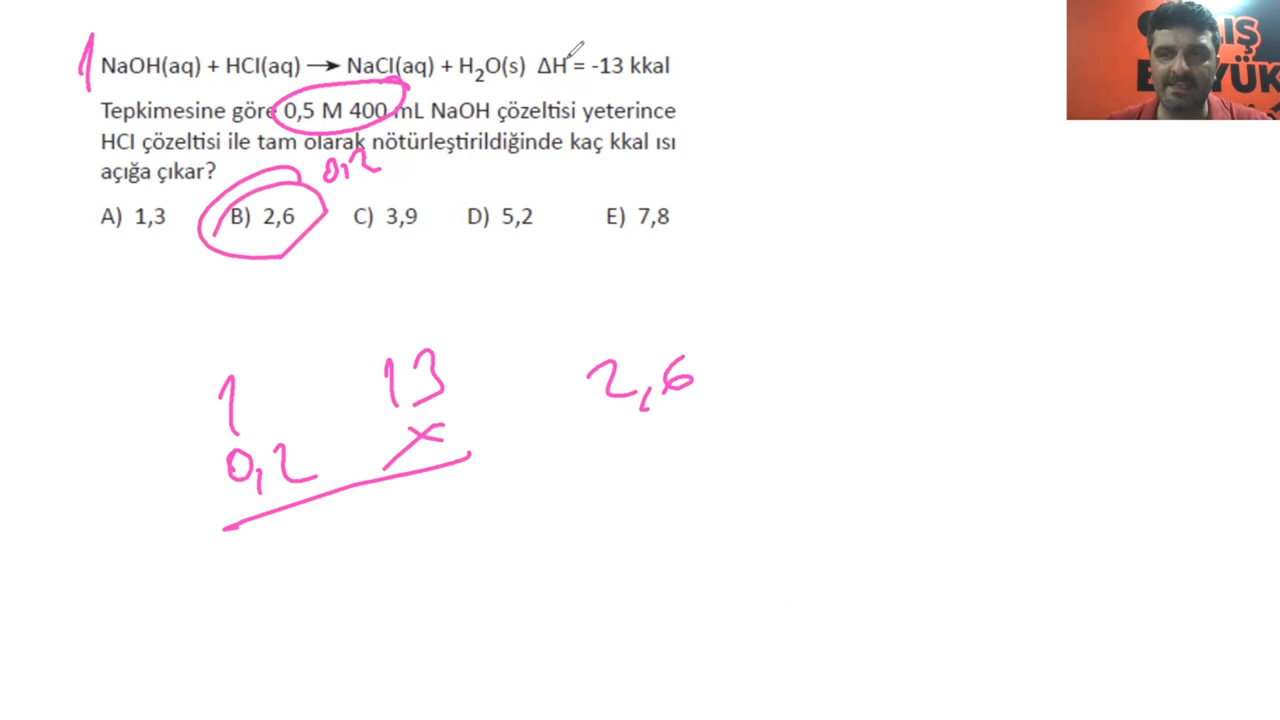 1 NaOH(aq) + HCl(aq) → NaCl(aq) + H₂O(s) ΔH = -13 kkal
Tepkimesine göre 0,5 M 400 mL NaOH çözeltisi yeterince
HCl çözeltisi ile tam olarak nötürleştirildiğinde kaç kkal ısı
açığa çıkar?
0,2
A) 1,3 B) 2,6 C) 3,9 D) 5,2 E) 7,8
1 13 2,6
0,2 x